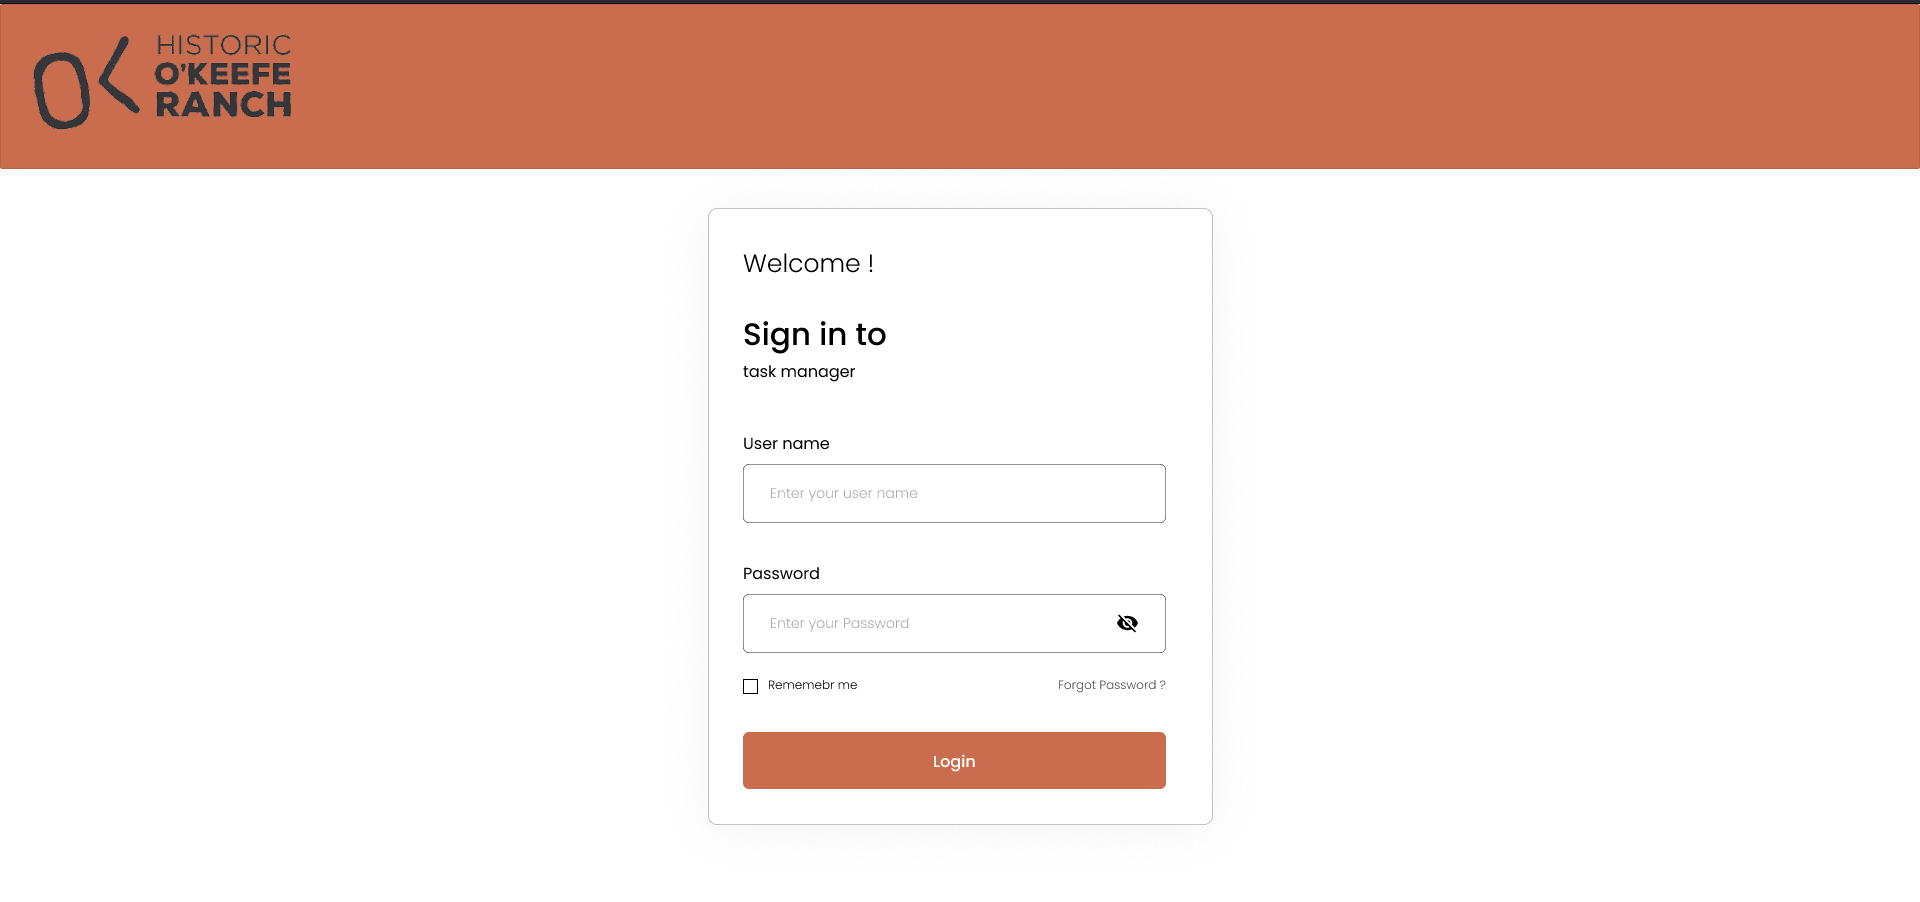 OK
HISTORIC
O'KEEFE
RANCH
Welcome !
Sign in to
task manager
User name
Enter your user name
Password
Enter your Password
Rememebr me
Forgot Password ?
Login